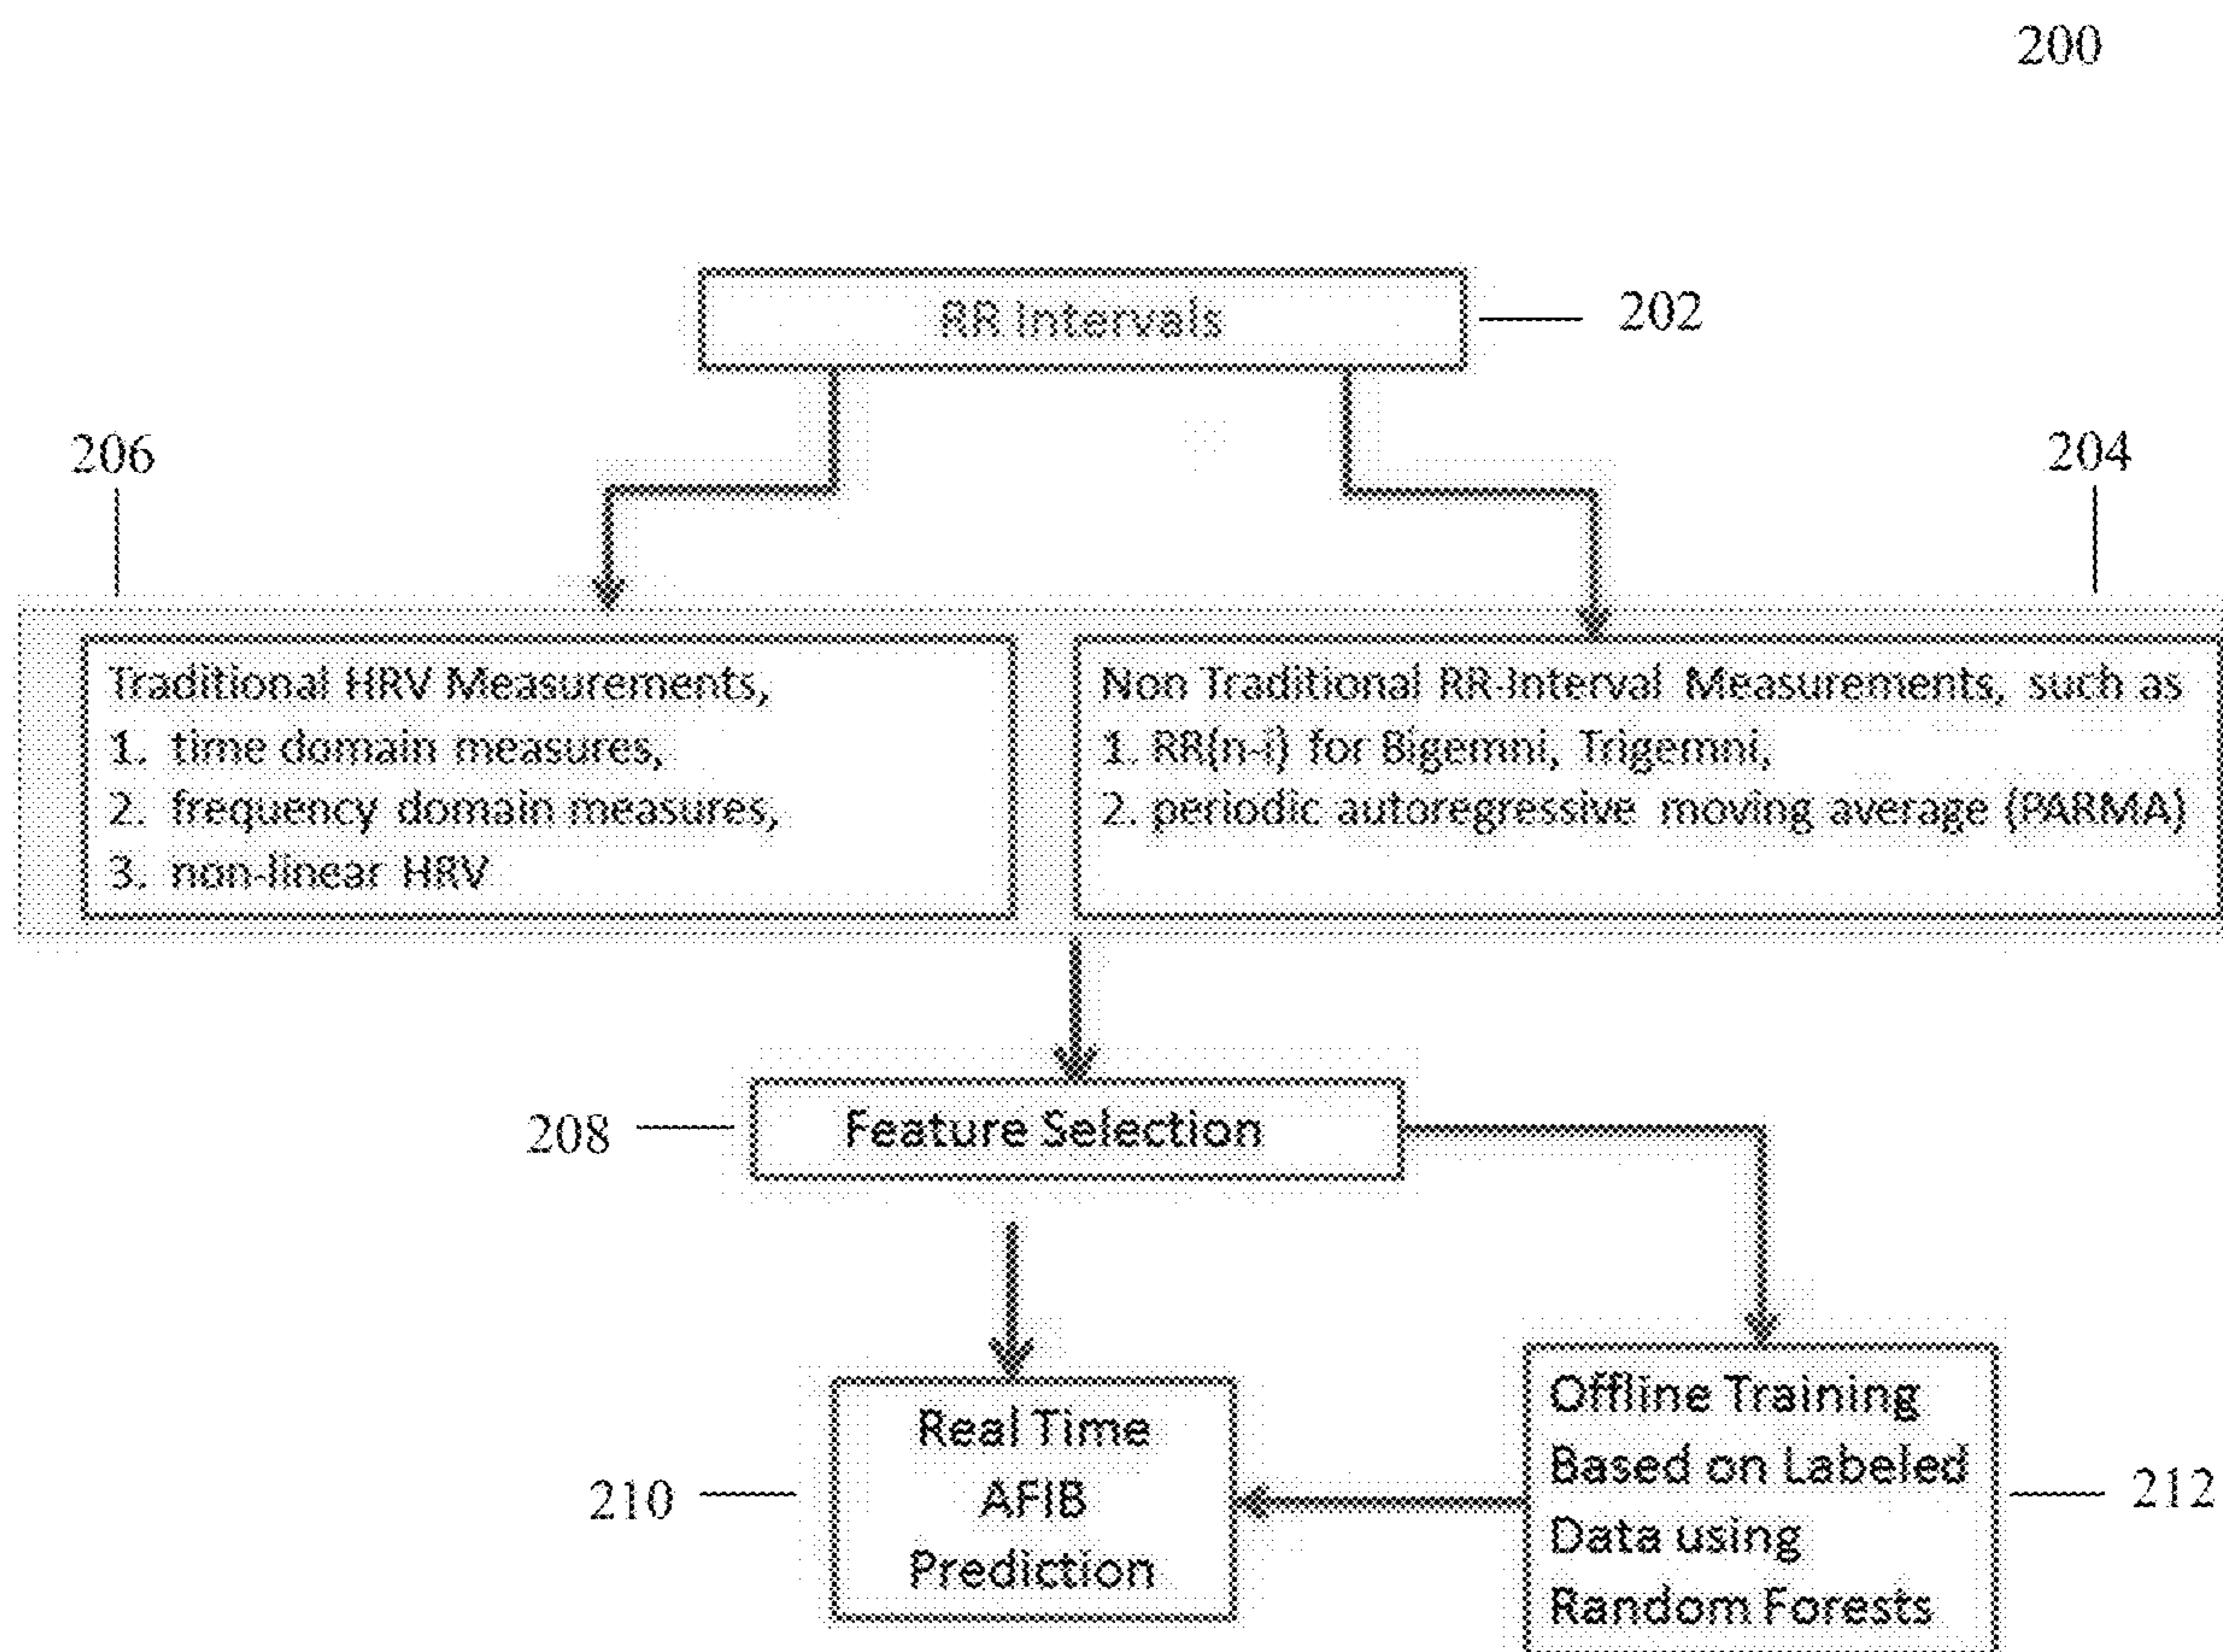 200
RR Intervals
202
206
204
Traditional HRV Measurements,
1. time domain measures,
2. frequency domain measures,
3. non-linear HRV
Non Traditional RR-Interval Measurements, such as
1. RR(n-i) for Bigemni, Trigemni,
2. periodic autoregressive moving average (PARMA)
208
Feature Selection
210
Real Time
AFIB
Prediction
Offline Training
Based on Labeled
Data using
Random Forests
212